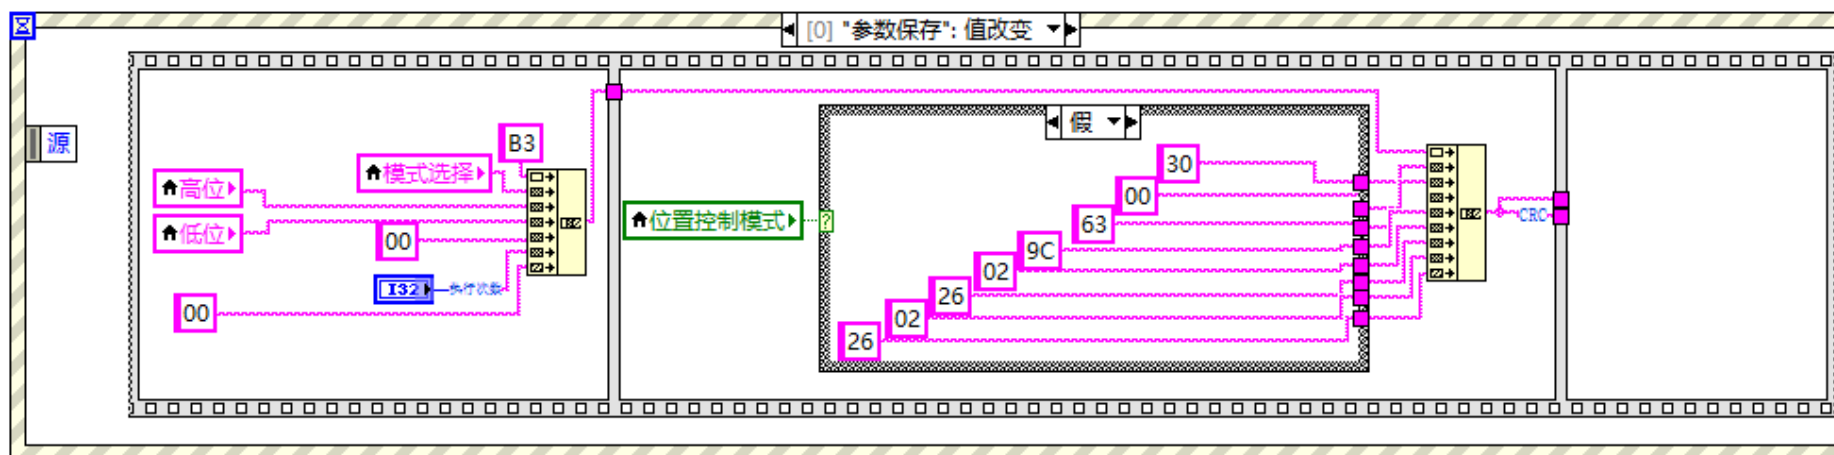 [0] "参数保存": 值改变
源
B3
模式选择
高位
低位
00
I32
执行次数
00
位置控制模式
?
假
30
00
63
9C
02
26
02
26
CRC